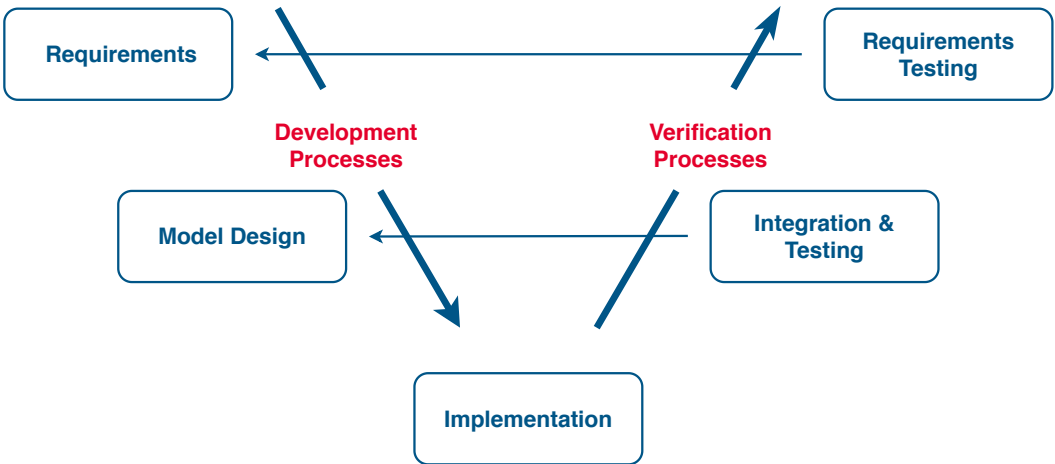 Requirements
Requirements
Testing
Development
Processes
Verification
Processes
Model Design
Integration &
Testing
Implementation